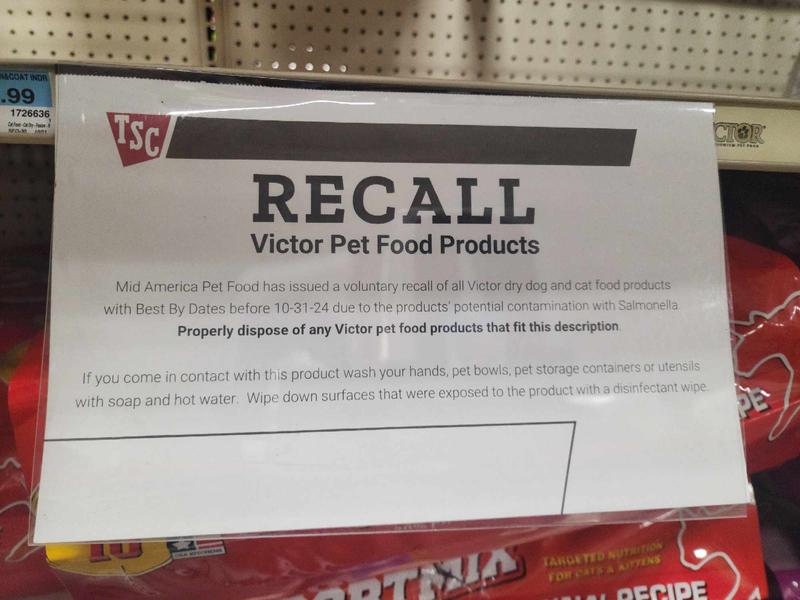 &COAT INDR
.99
1726636
TSC
VICTOR
RECALL
Victor Pet Food Products
Mid America Pet Food has issued a voluntary recall of all Victor dry dog and cat food products
with Best By Dates before 10-31-24 due to the products' potential contamination with Salmonella.
Properly dispose of any Victor pet food products that fit this description.
If you come in contact with this product wash your hands, pet bowls, pet storage containers or utensils
with soap and hot water. Wipe down surfaces that were exposed to the product with a disinfectant wipe.
PE
RTMIX
TARGETED NUTRITION
FOR CATS & KITTENS
RECIPE